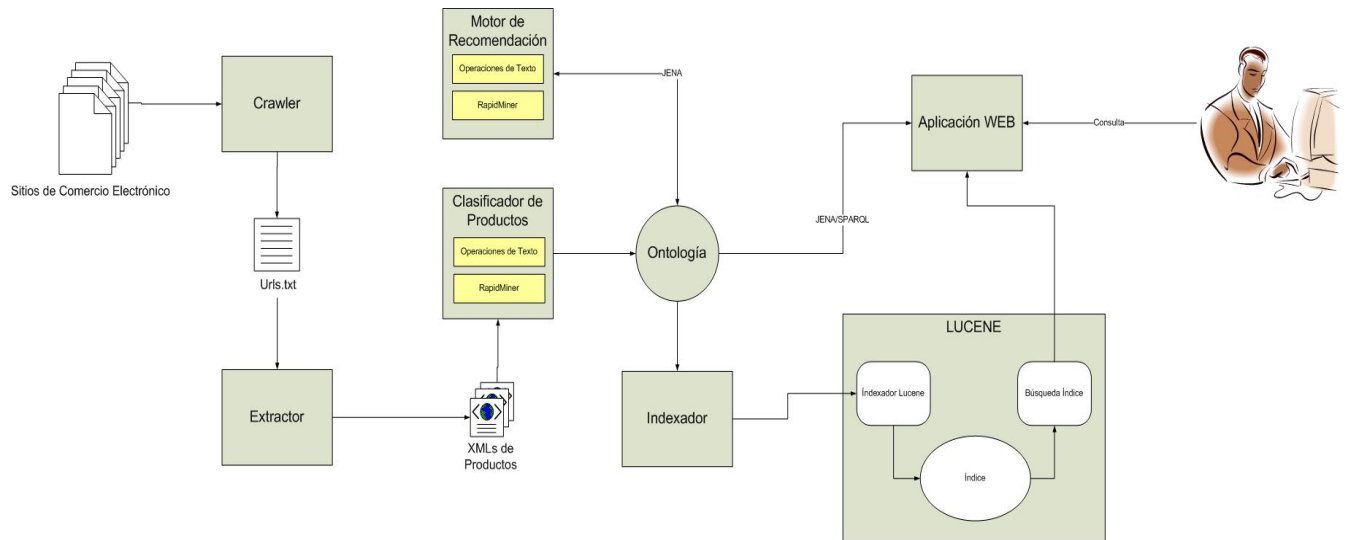 Motor de
Recomendación
Operaciones de Texto
RapidMiner
JENA
Crawler
Aplicación WEB
Consulta
Sitios de Comercio Electrónico
Clasificador de
Productos
Operaciones de Texto
RapidMiner
JENA/SPARQL
Ontología
Urls.txt
LUCENE
Extractor
XMLs de
Productos
Indexador
Índexador Lucene
Búsqueda Índice
Índice